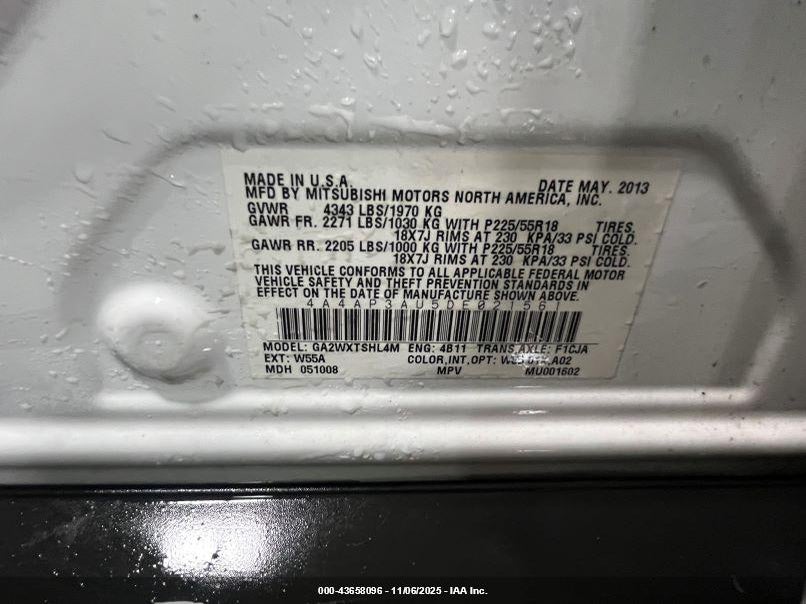 MADE IN U.S.A. DATE MAY. 2013
MFD BY MITSUBISHI MOTORS NORTH AMERICA, INC.
GVWR 4343 LBS/1970 KG
GAWR FR. 2271 LBS/1030 KG WITH P225/55R18 TIRES.
18X7J RIMS AT 230 KPA/33 PSI COLD.
GAWR RR. 2205 LBS/1000 KG WITH P225/55R18 TIRES.
18X7J RIMS AT 230 KPA/33 PSI COLD.
THIS VEHICLE CONFORMS TO ALL APPLICABLE FEDERAL MOTOR
VEHICLE SAFETY AND THEFT PREVENTION STANDARDS IN
EFFECT ON THE DATE OF MANUFACTURE SHOWN ABOVE.
4A4AP3AU5DE021561
MODEL: GA2WXTSHL4M ENG: 4B11 TRANS,AXLE: F1CJA
EXT: W55A COLOR,INT,OPT:
MDH 051008 MPV MU001602
000-43658096 - 11/06/2025 - IAA Inc.